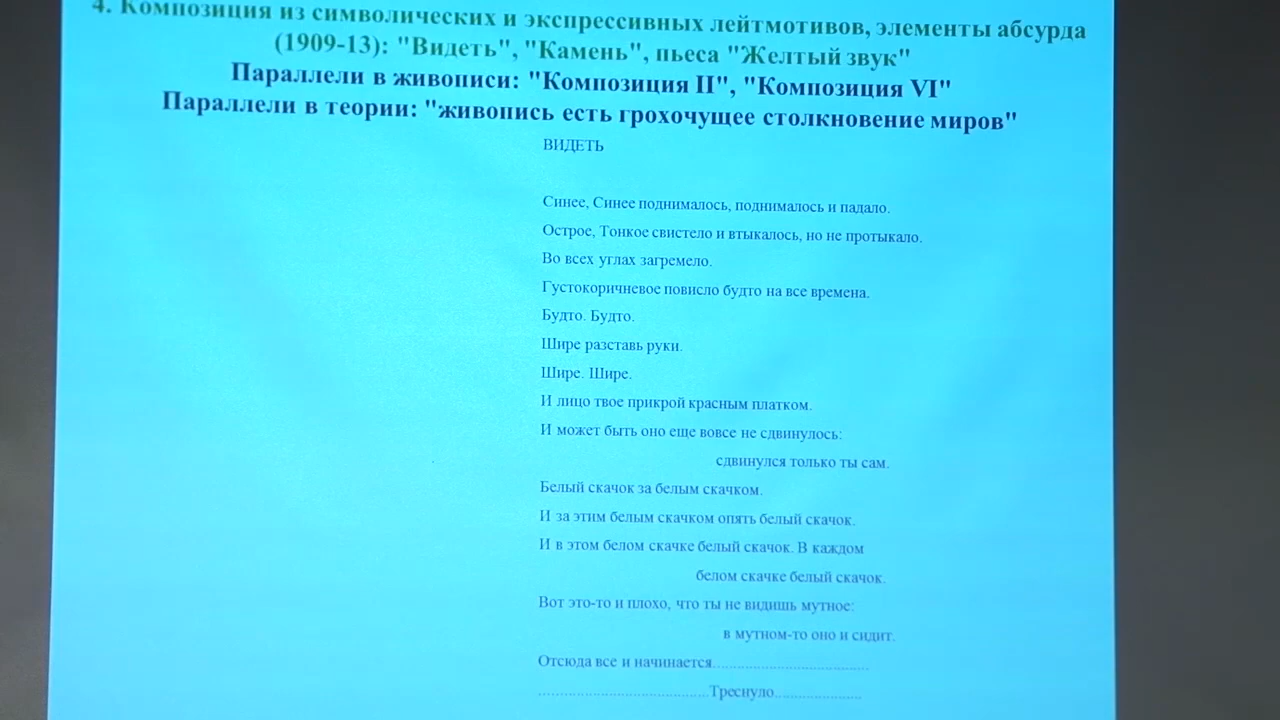 4. Композиция из символических и экспрессивных лейтмотивов, элементы абсурда
(1909-13): "Видеть", "Камень", пьеса "Желтый звук"
Параллели в живописи: "Композиция II", "Композиция VI"
Параллели в теории: "живопись есть грохочущее столкновение миров"
ВИДЕТЬ
Синее, Синее поднималось, поднималось и падало.
Острое, Тонкое свистело и втыкалось, но не протыкало.
Во всех углах загремело.
Густокоричневое повисло будто на все времена.
Будто. Будто.
Шире разставь руки.
Шире. Шире.
И лицо твое прикрой красным платком.
И может быть оно еще вовсе не сдвинулось:
сдвинулся только ты сам.
Белый скачок за белым скачком.
И за этим белым скачком опять белый скачок.
И в этом белом скачке белый скачок. В каждом
белом скачке белый скачок.
Вот это-то и плохо, что ты не видишь мутное:
в мутном-то оно и сидит.
Отсюда все и начинается......................................
.........................................Треснуло.....................